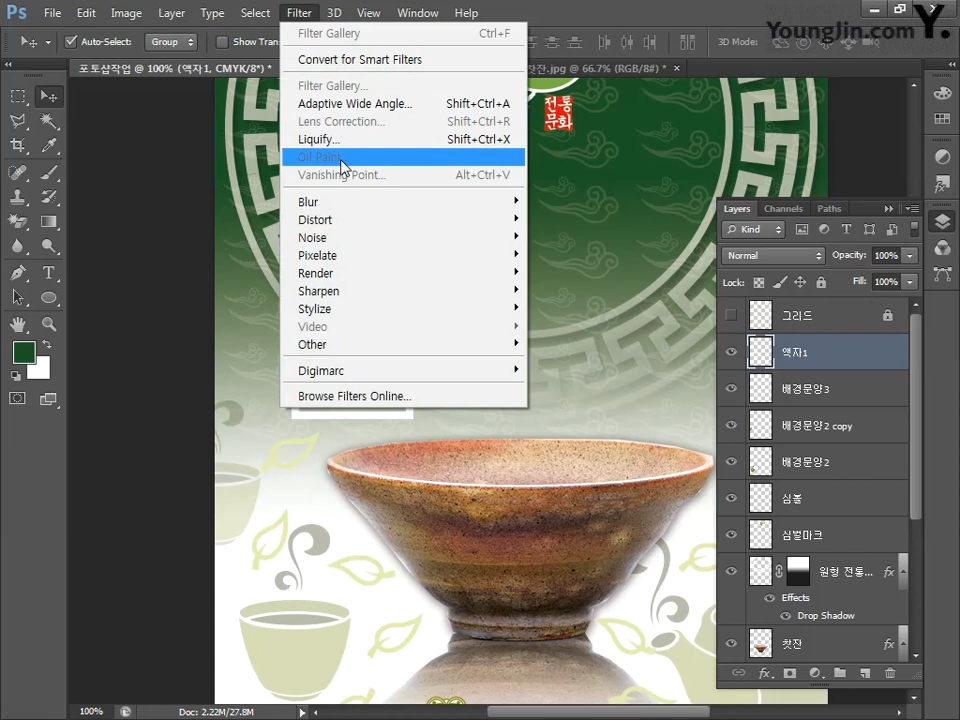 Ps File Edit Image Layer Type Select Filter 3D View Window Help
YoungJin.com Y.
Auto-Select: Group Show Tran 3D Mode:
포토샵작업 @ 100% (액자1, CMYK/8*) * ×
진.jpg @ 66.7% (RGB/8#) * ×
전통
문화
Filter Gallery Ctrl+F
Convert for Smart Filters
Filter Gallery...
Adaptive Wide Angle... Shift+Ctrl+A
Lens Correction... Shift+Ctrl+R
Liquify... Shift+Ctrl+X
Oil Paint...
Vanishing Point... Alt+Ctrl+V
Blur
Distort
Noise
Pixelate
Render
Sharpen
Stylize
Video
Other
Digimarc
Browse Filters Online...
Layers Channels Paths
Kind
Normal Opacity: 100%
Lock: Fill: 100%
그리드
액자1
배경문양3
배경문양2 copy
배경문양2
심볼
심벌마크
원형 전통... fx
Effects
Drop Shadow
찻잔 fx
100% Doc: 2.22M/27.8M